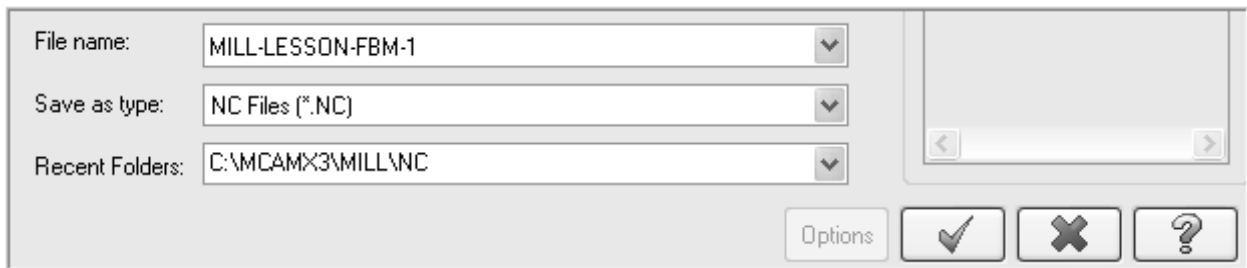 File name: MILL-LESSON-FBM-1
Save as type: NC Files (*.NC)
Recent Folders: C:\MCAMX3\MILL\NC
Options